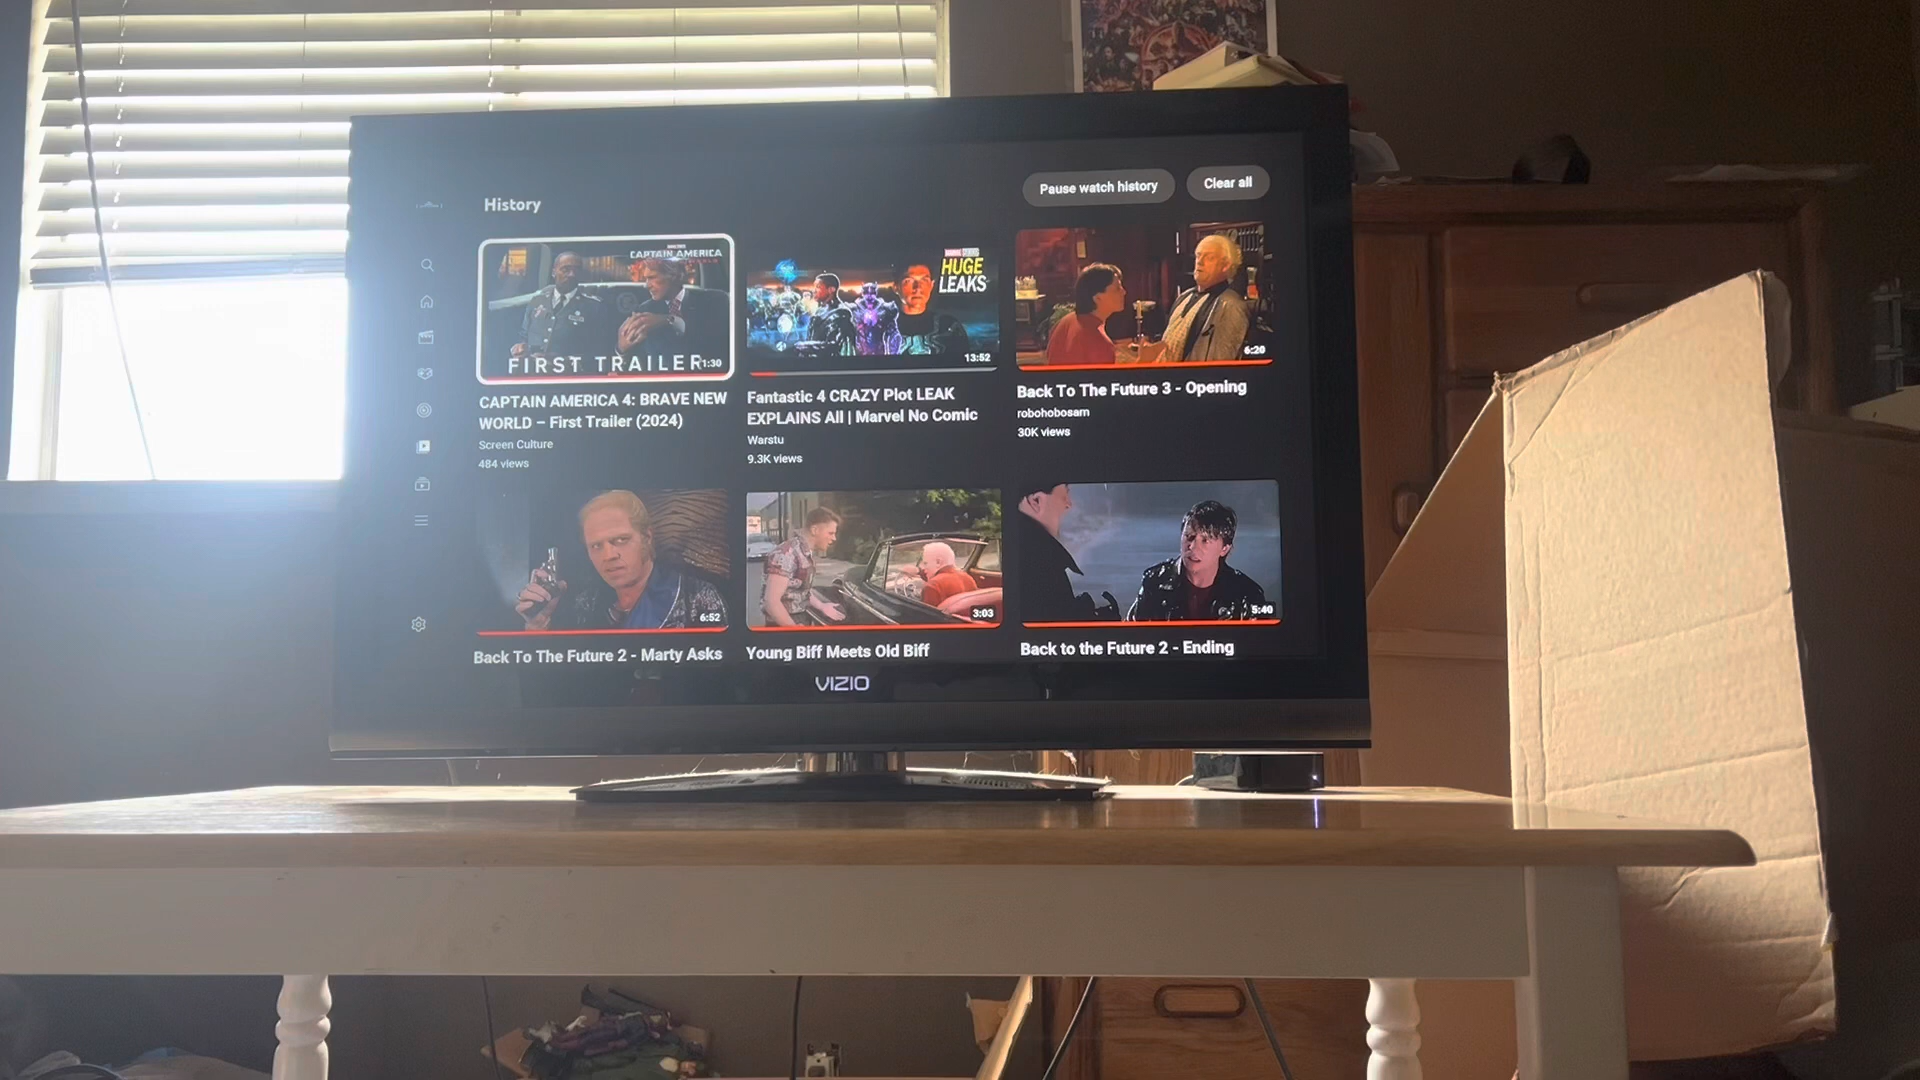 History
Pause watch history
Clear all
CAPTAIN AMERICA
FIRST TRAILER
1:30
HUGE
LEAKS
13:52
6:20
CAPTAIN AMERICA 4: BRAVE NEW
WORLD – First Trailer (2024)
Screen Culture
484 views
Fantastic 4 CRAZY Plot LEAK
EXPLAINS All | Marvel No Comic
Warstu
9.3K views
Back To The Future 3 - Opening
robohobosam
30K views
6:52
3:03
5:40
Back To The Future 2 - Marty Asks
Young Biff Meets Old Biff
Back to the Future 2 - Ending
VIZIO